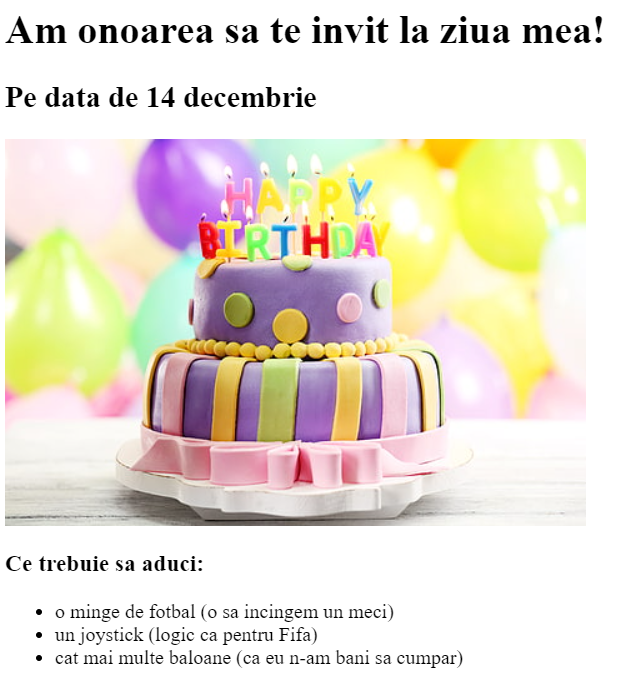 Am onoarea sa te invit la ziua mea!
Pe data de 14 decembrie
HAPPY
BIRTHDAY
Ce trebuie sa aduci:
• o minge de fotbal (o sa incingem un meci)
• un joystick (logic ca pentru Fifa)
• cat mai multe baloane (ca eu n-am bani sa cumpar)